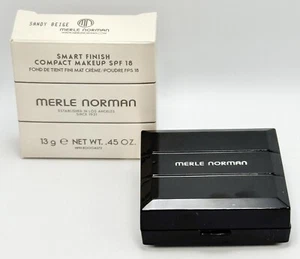 SANDY BEIGE
MERLE NORMAN
SMART FINISH
COMPACT MAKEUP SPF 18
FOND DE TEINT FINI MAT CRÈME/POUDRE FPS 18
MERLE NORMAN
ESTABLISHED IN LOS ANGELES
SINCE 1931
13 g ℮ NET WT. .45 OZ.
MERLE NORMAN